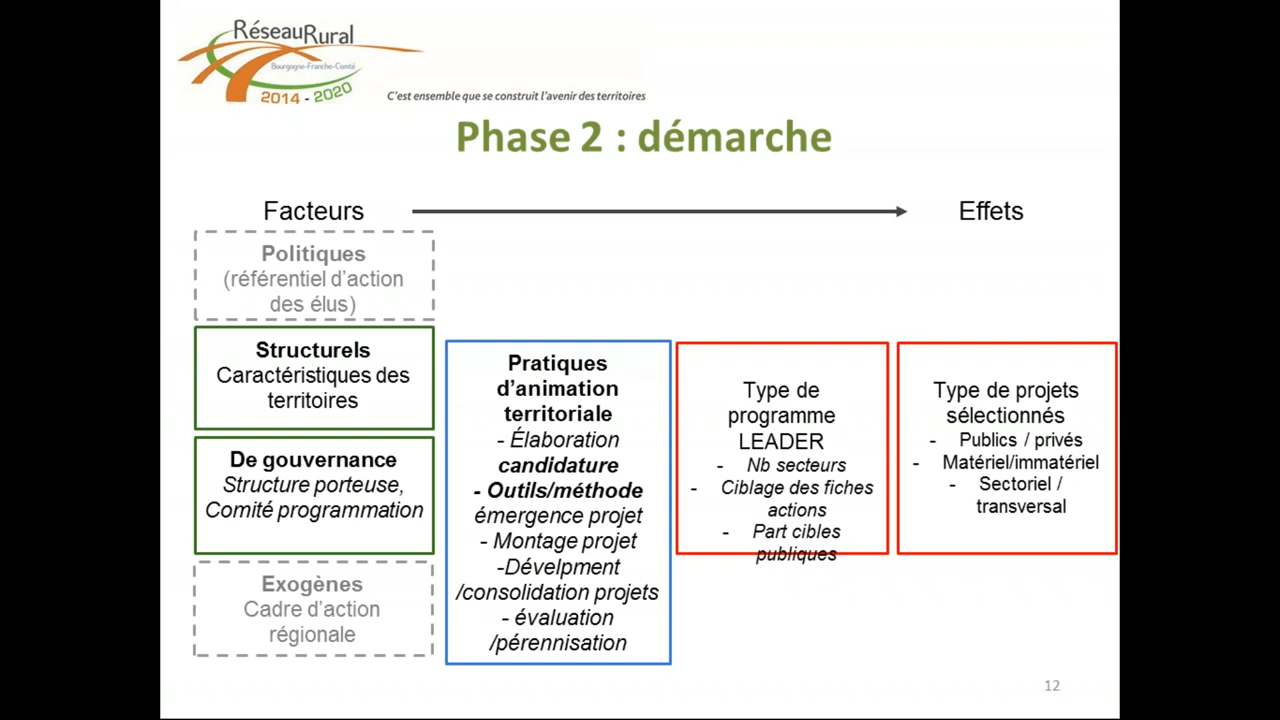 RéseauRural
Bourgogne-Franche-Comté
2014 - 2020
C'est ensemble que se construit l'avenir des territoires
Phase 2 : démarche
Facteurs
Effets
Politiques
(référentiel d'action
des élus)
Structurels
Caractéristiques des
territoires
De gouvernance
Structure porteuse,
Comité programmation
Exogènes
Cadre d'action
régionale
Pratiques
d'animation
territoriale
- Élaboration
candidature
- Outils/méthode
émergence projet
- Montage projet
-Dévelpment
/consolidation projets
- évaluation
/pérennisation
Type de
programme
LEADER
- Nb secteurs
- Ciblage des fiches
actions
- Part cibles
publiques
Type de projets
sélectionnés
- Publics / privés
- Matériel/immatériel
- Sectoriel /
transversal
12